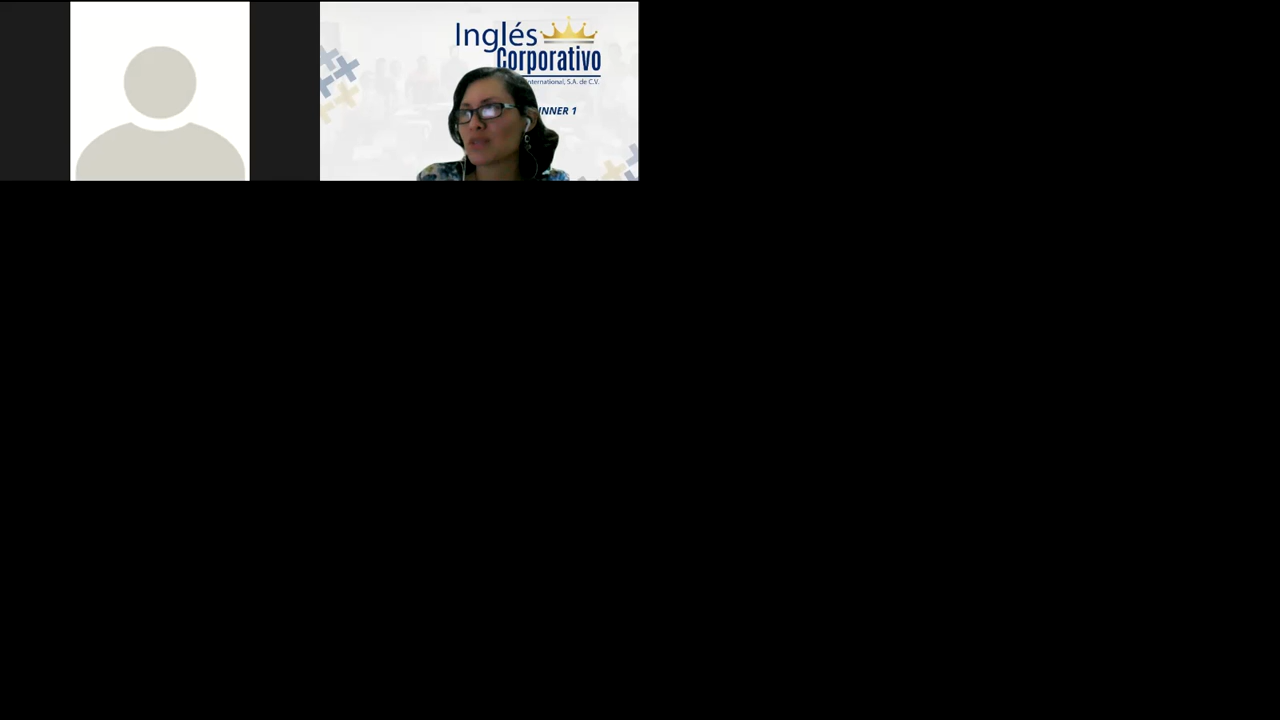 Inglés
Corporativo
International, S.A. de C.V.
INNER 1